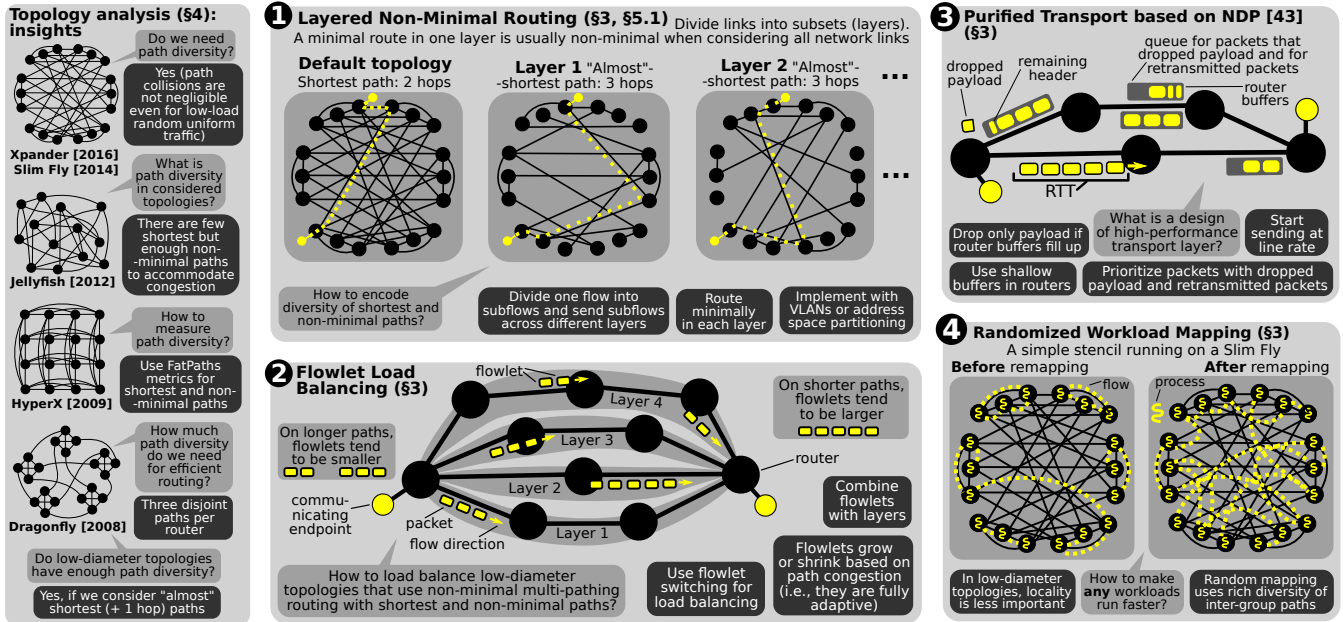 Topology analysis (§4):
insights
Do we need
path diversity?
Yes (path
collisions are
not negligible
even for low-load
random uniform
traffic)
Xpander [2016]
Slim Fly [2014]
What is
path diversity
in considered
topologies?
There are few
shortest but
enough non-
-minimal paths
to accommodate
congestion
Jellyfish [2012]
How to
measure path
diversity?
Use FatPaths
metrics for
shortest and non-
-minimal paths
HyperX [2009]
How much
path diversity
do we need
for efficient
routing?
Three disjoint
paths per
router
Dragonfly [2008]
Do low-diameter topologies
have enough path diversity?
Yes, if we consider "almost"
shortest (+ 1 hop) paths
1 Layered Non-Minimal Routing (§3, §5.1) Divide links into subsets (layers).
A minimal route in one layer is usually non-minimal when considering all network links
Default topology
Shortest path: 2 hops
Layer 1 "Almost"-
-shortest path: 3 hops
Layer 2 "Almost"-
-shortest path: 3 hops
...
...
How to encode
diversity of shortest and
non-minimal paths?
Divide one flow into
subflows and send subflows
across different layers
Route
minimally
in each layer
Implement with
VLANs or address
space partitioning
2 Flowlet Load
Balancing (§3)
flowlet
Layer 4
On shorter paths,
flowlets tend
to be larger
On longer paths,
flowlets tend
to be smaller
Layer 3
router
Layer 2
commu-
nicating
endpoint
packet
flow direction
Layer 1
Combine
flowlets
with layers
How to load balance low-diameter
topologies that use non-minimal multi-pathing
routing with shortest and non-minimal paths?
Use flowlet
switching for
load balancing
Flowlets grow
or shrink based on
path congestion
(i.e., they are fully
adaptive)
3 Purified Transport based on NDP [43]
(§3)
queue for packets that
dropped payload and for
retransmitted packets
dropped
payload
remaining
header
router
buffers
RTT
Drop only payload if
router buffers fill up
What is a design
of high-performance
transport layer?
Start
sending at
line rate
Use shallow
buffers in routers
Prioritize packets with dropped
payload and retransmitted packets
4 Randomized Workload Mapping (§3)
A simple stencil running on a Slim Fly
Before remapping
After remapping
flow
process
In low-diameter
topologies, locality
is less important
How to make
any workloads
run faster?
Random mapping
uses rich diversity of
inter-group paths